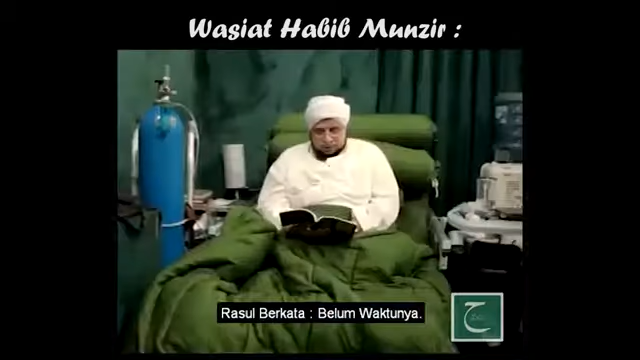 Wasiat Habib Munzir :
Rasul Berkata : Belum Waktunya.
ح